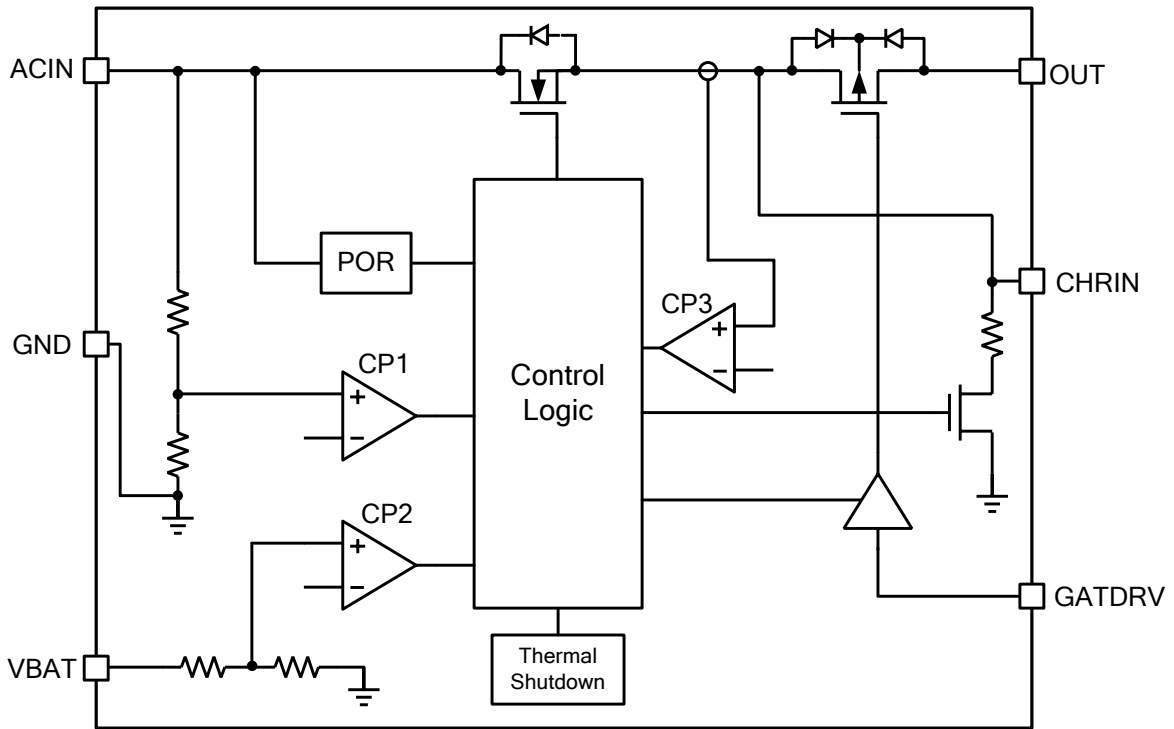 ACIN
OUT
POR
CHRIN
CP3
+
−
GND
CP1
+
−
Control
Logic
CP2
+
−
GATDRV
VBAT
Thermal
Shutdown